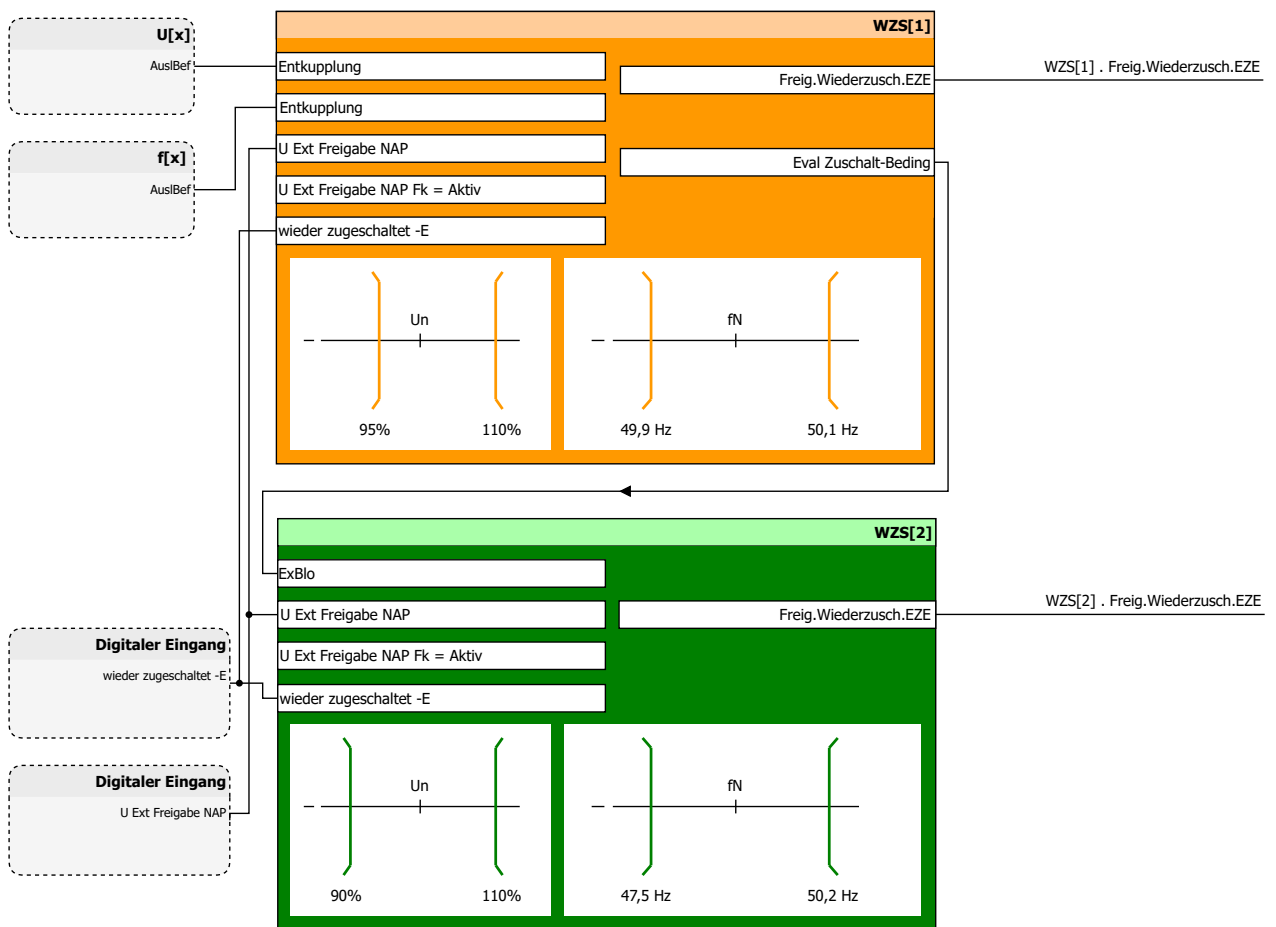 U[x]
AuslBef
f[x]
AuslBef
WZS[1]
Entkupplung
Freig.Wiederzusch.EZE
WZS[1] . Freig.Wiederzusch.EZE
Entkupplung
U Ext Freigabe NAP
Eval Zuschalt-Beding
U Ext Freigabe NAP Fk = Aktiv
wieder zugeschaltet -E
Un
fN
95%
110%
49,9 Hz
50,1 Hz
WZS[2]
ExBlo
U Ext Freigabe NAP
Freig.Wiederzusch.EZE
WZS[2] . Freig.Wiederzusch.EZE
U Ext Freigabe NAP Fk = Aktiv
wieder zugeschaltet -E
Digitaler Eingang
wieder zugeschaltet -E
Digitaler Eingang
U Ext Freigabe NAP
Un
fN
90%
110%
47,5 Hz
50,2 Hz